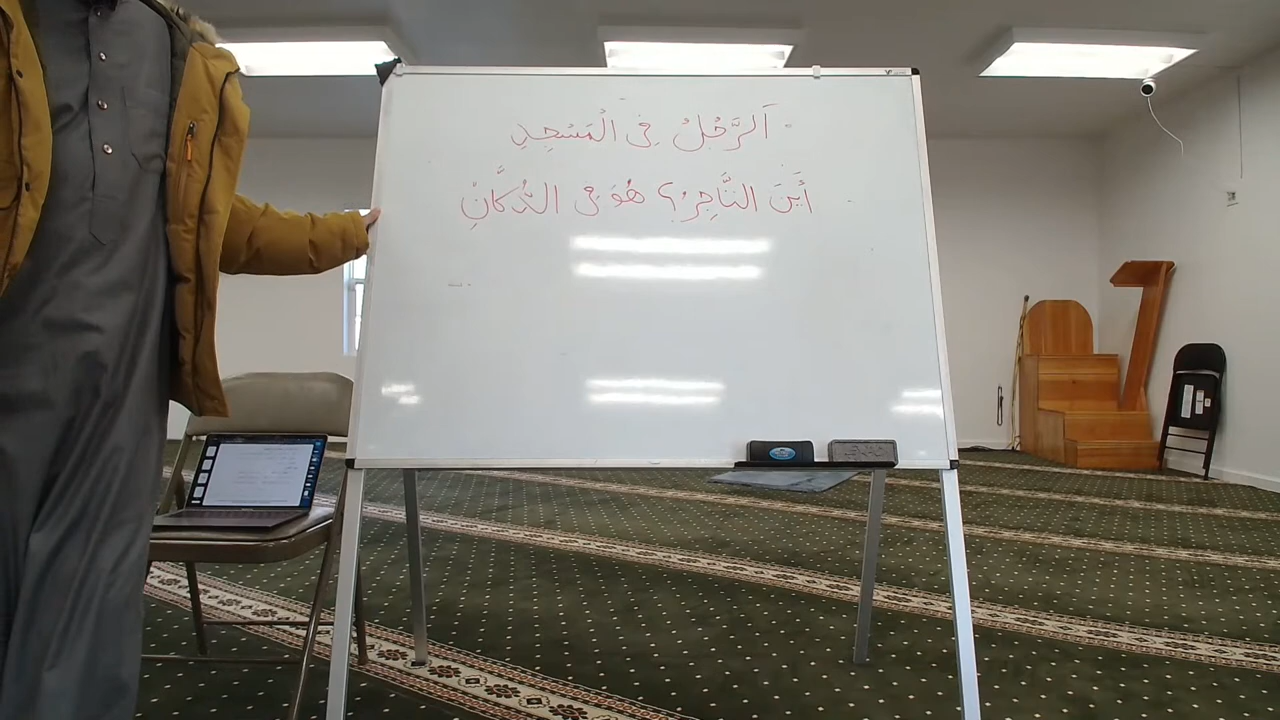 اَلرَّجُلُ فِي الْمَسْجِدِ
أَيْنَ التَّاجِرُ؟ هُوَ فِي الدُّكَّانِ